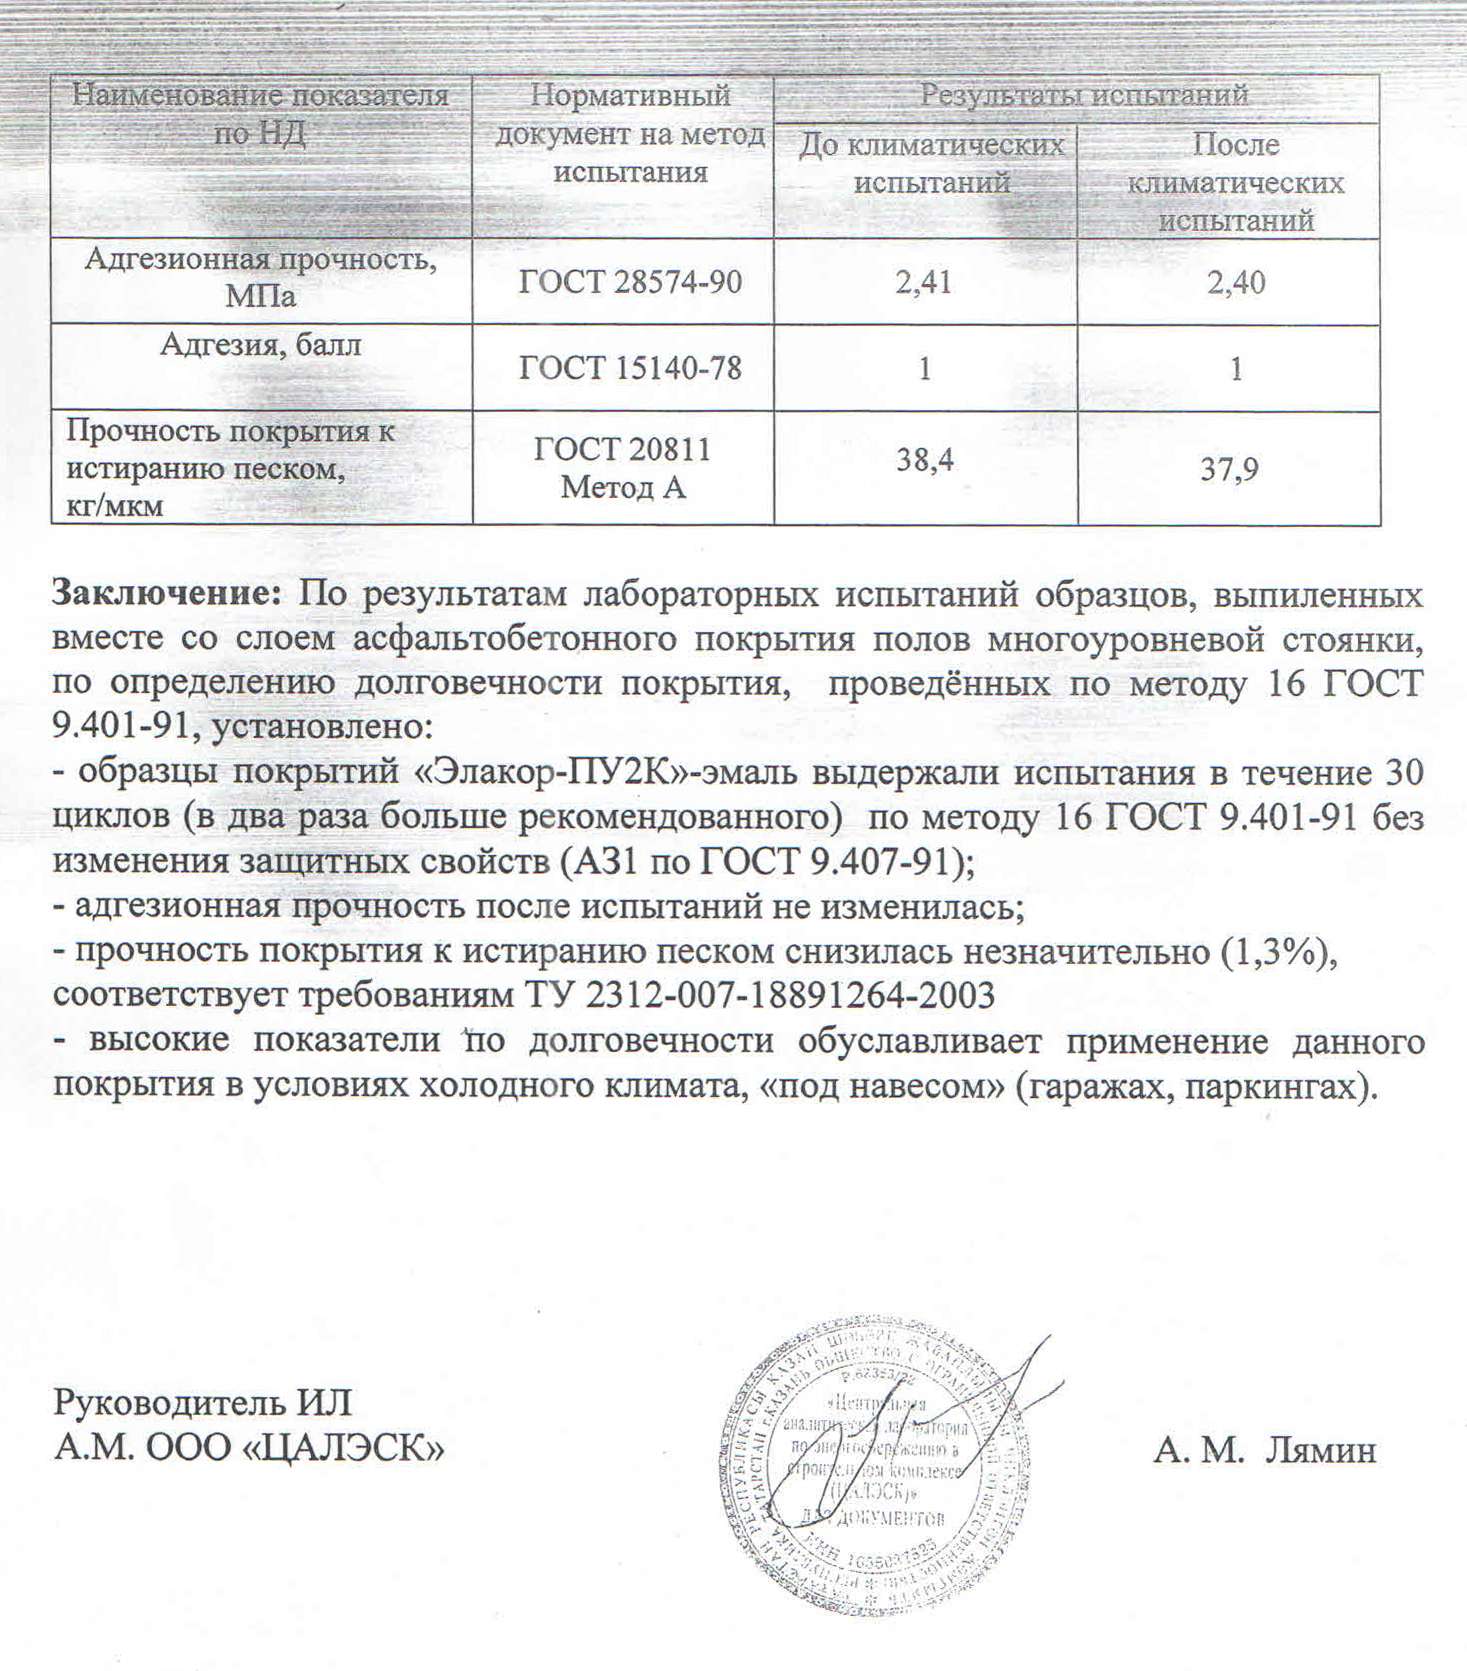 Наименование показателя
по НД
Нормативный
документ на метод
испытания
Результаты испытаний
До климатических
испытаний
После
климатических
испытаний
Адгезионная прочность,
МПа
ГОСТ 28574-90
2,41
2,40
Адгезия, балл
ГОСТ 15140-78
1
1
Прочность покрытия к
истиранию песком,
кг/мкм
ГОСТ 20811
Метод А
38,4
37,9
Заключение: По результатам лабораторных испытаний образцов, выпиленных
вместе со слоем асфальтобетонного покрытия полов многоуровневой стоянки,
по определению долговечности покрытия, проведённых по методу 16 ГОСТ
9.401-91, установлено:
- образцы покрытий «Элакор-ПУ2К»-эмаль выдержали испытания в течение 30
циклов (в два раза больше рекомендованного) по методу 16 ГОСТ 9.401-91 без
изменения защитных свойств (АЗ1 по ГОСТ 9.407-91);
- адгезионная прочность после испытаний не изменилась;
- прочность покрытия к истиранию песком снизилась незначительно (1,3%),
соответствует требованиям ТУ 2312-007-18891264-2003
- высокие показатели по долговечности обуславливает применение данного
покрытия в условиях холодного климата, «под навесом» (гаражах, паркингах).
Руководитель ИЛ
А.М. ООО «ЦАЛЭСК»
А. М. Лямин
«Центральная
аналитическая лаборатория
по энергосбережению в
строительном комплексе
(ЦАЛЭСК)»
ДЛЯ ДОКУМЕНТОВ